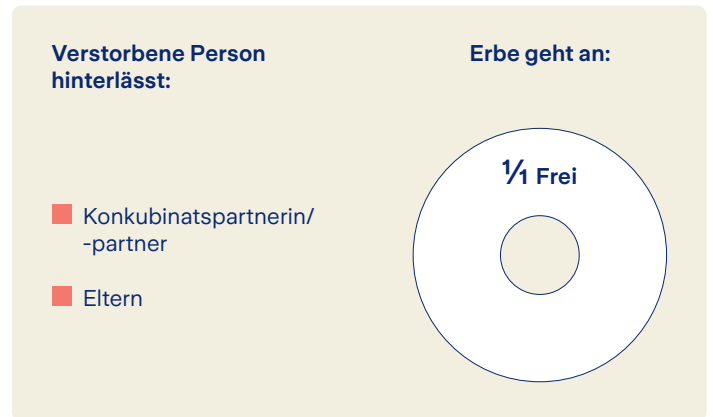 Verstorbene Person
hinterlässt:
Erbe geht an:
¹⁄₁ Frei
Konkubinatspartnerin/
-partner
Eltern